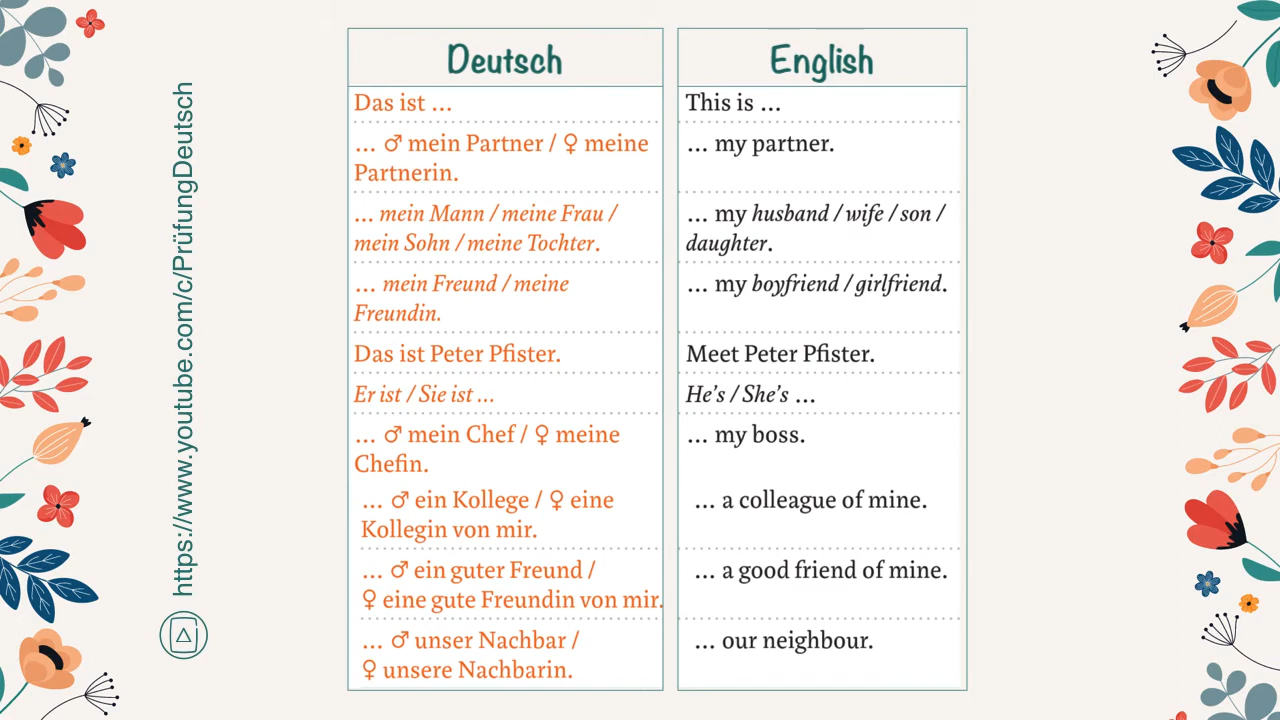 https://www.youtube.com/c/PrüfungDeutsch
Deutsch
Das ist …
… ♂ mein Partner / ♀ meine
Partnerin.
… mein Mann / meine Frau /
mein Sohn / meine Tochter.
… mein Freund / meine
Freundin.
Das ist Peter Pfister.
Er ist / Sie ist …
… ♂ mein Chef / ♀ meine
Chefin.
… ♂ ein Kollege / ♀ eine
Kollegin von mir.
… ♂ ein guter Freund /
♀ eine gute Freundin von mir.
… ♂ unser Nachbar /
♀ unsere Nachbarin.
English
This is …
… my partner.
… my husband / wife / son /
daughter.
… my boyfriend / girlfriend.
Meet Peter Pfister.
He’s / She’s …
… my boss.
… a colleague of mine.
… a good friend of mine.
… our neighbour.